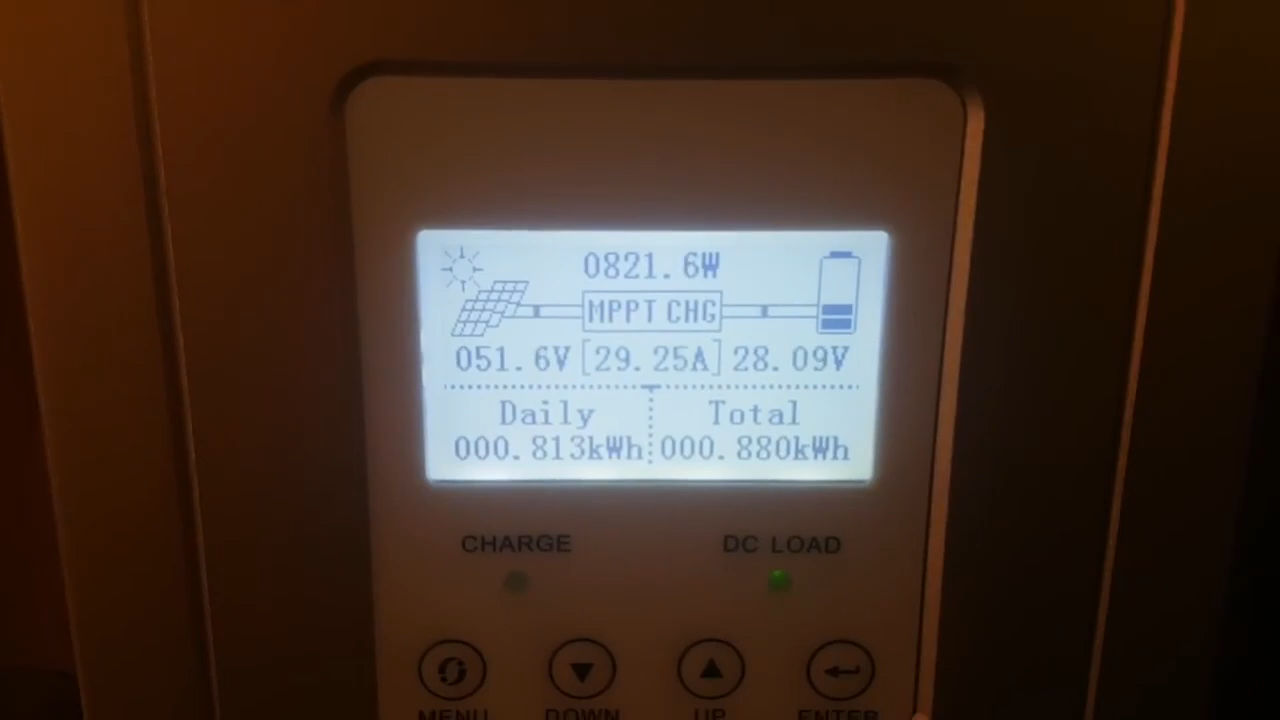 0821.6W
MPPT CHG
051.6V [29.25A] 28.09V
Daily Total
000.813kWh 000.880kWh
CHARGE DC LOAD
MENU DOWN UP ENTER